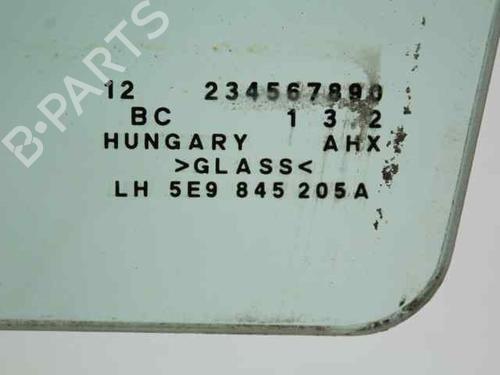 B-PARTS
12 234567890
BC 1 3 2
HUNGARY AHX
>GLASS<
LH 5E9 845 205A